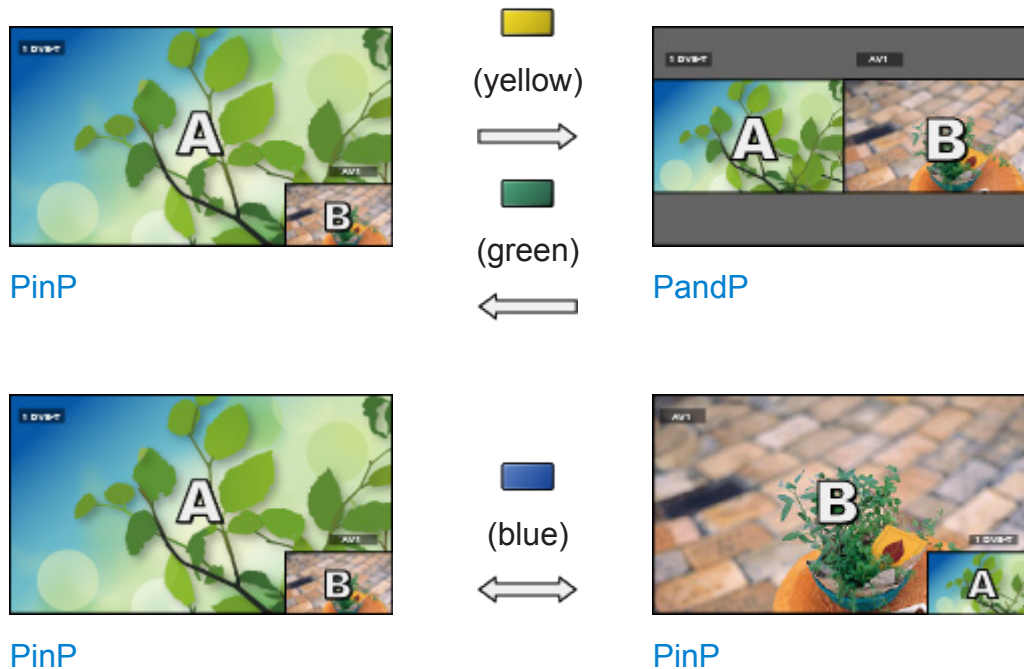 1 DVB-T
A
AV1
B
PinP
(yellow)
(green)
1 DVB-T
AV1
A
B
PandP
1 DVB-T
A
AV1
B
PinP
(blue)
AV1
B
1 DVB-T
A
PinP